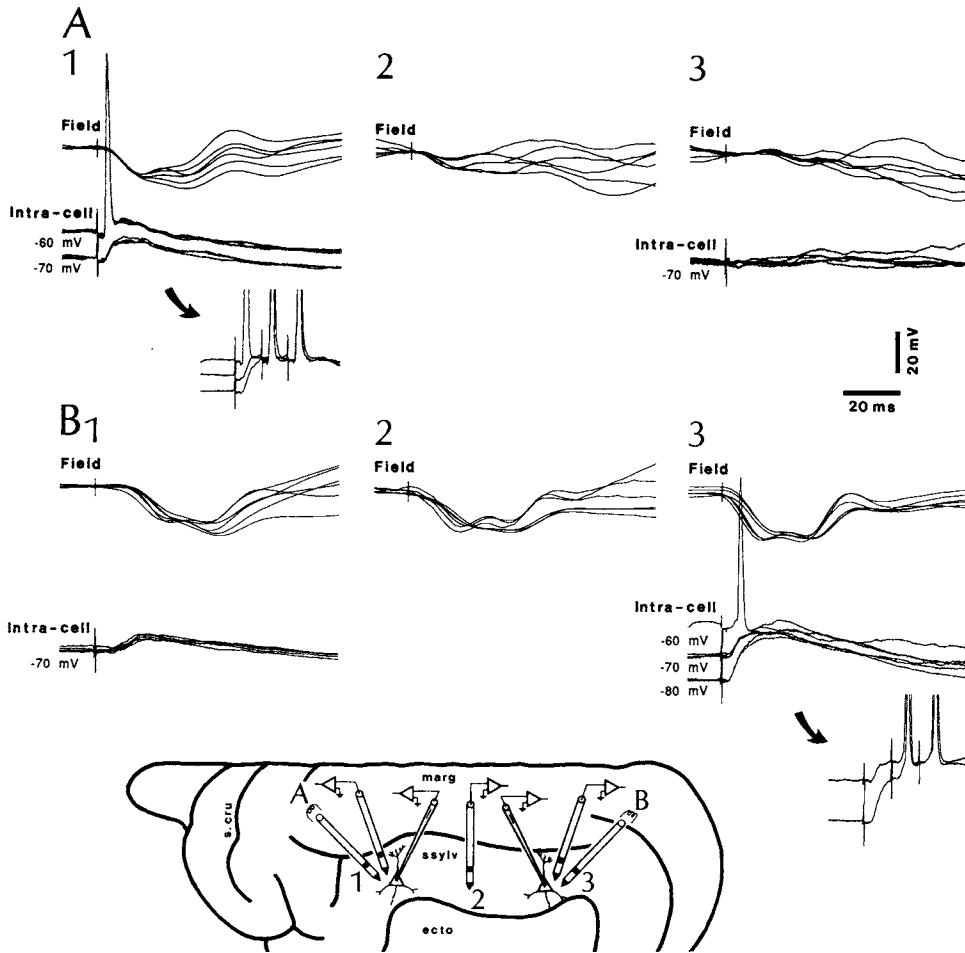 A
1
2
3
Field
Field
Field
Intra-cell
-60 mV
-70 mV
Intra-cell
-70 mV
20 mV
20 ms
B1
2
3
Field
Field
Field
Intra-cell
-70 mV
Intra-cell
-60 mV
-70 mV
-80 mV
marg
A
B
s.cru
ssylv
1
2
3
ecto